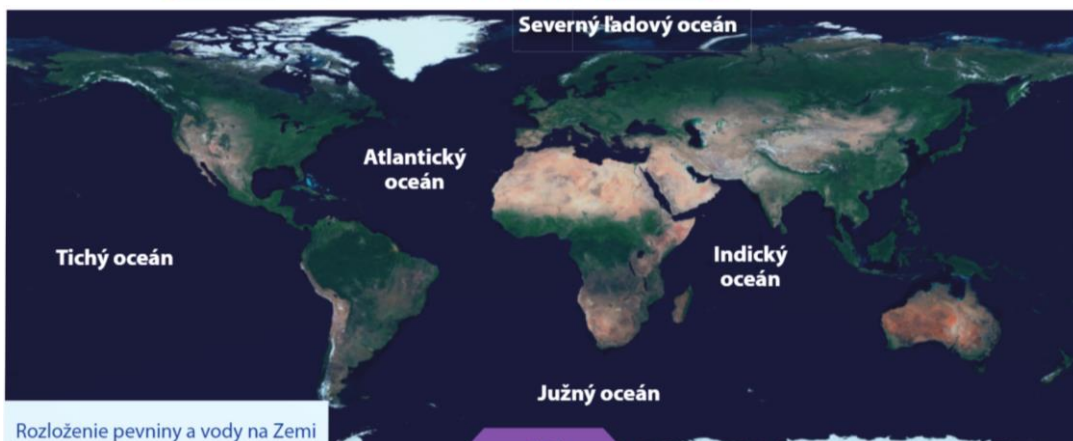 Severný ľadový oceán
Atlantický
oceán
Tichý oceán
Indický
oceán
Južný oceán
Rozloženie pevniny a vody na Zemi